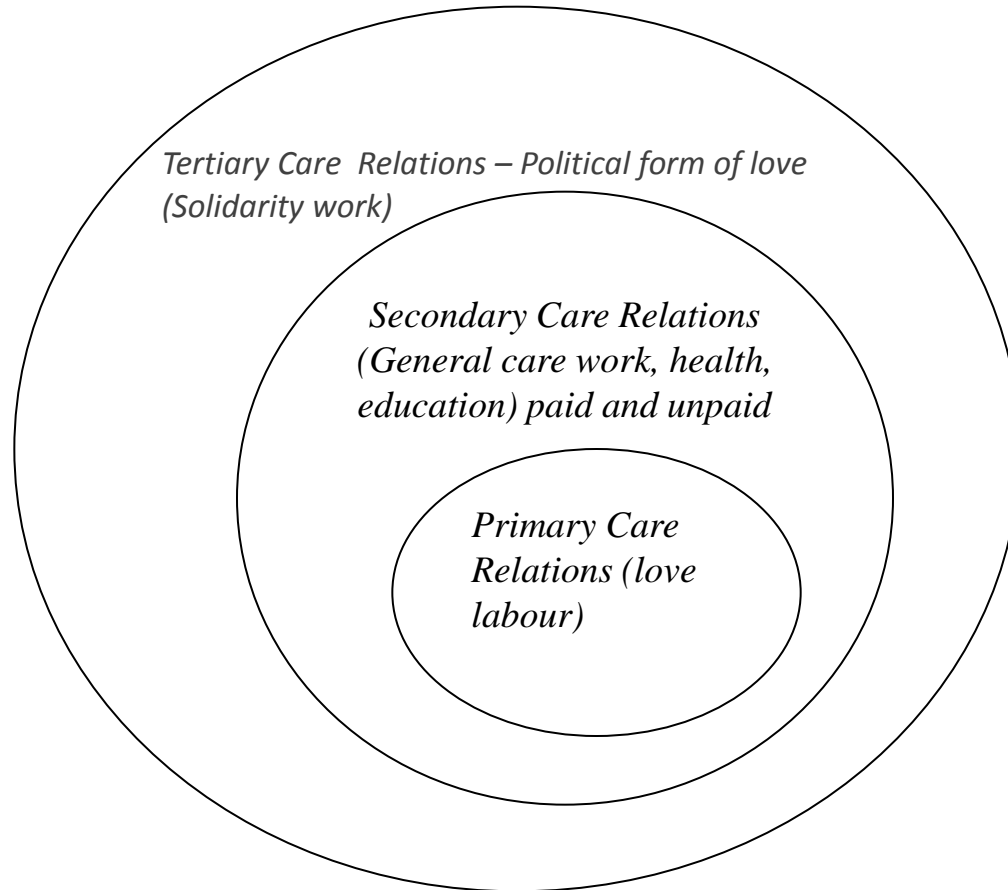 Tertiary Care  Relations – Political form of love
(Solidarity work)
Secondary Care Relations
(General care work, health,
education) paid and unpaid
Primary Care
Relations (love
labour)